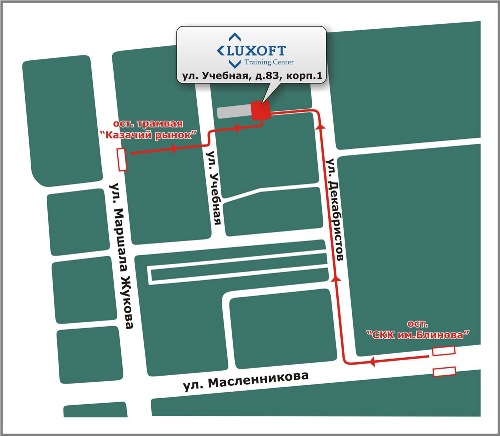 LUXOFT
Training Center
ул. Учебная, д.83, корп.1
ост. трамвая
"Казачий рынок"
ул. Учебная
ул. Декабристов
ул. Маршала Жукова
ост.
"СКК им.Блинова"
ул. Масленникова